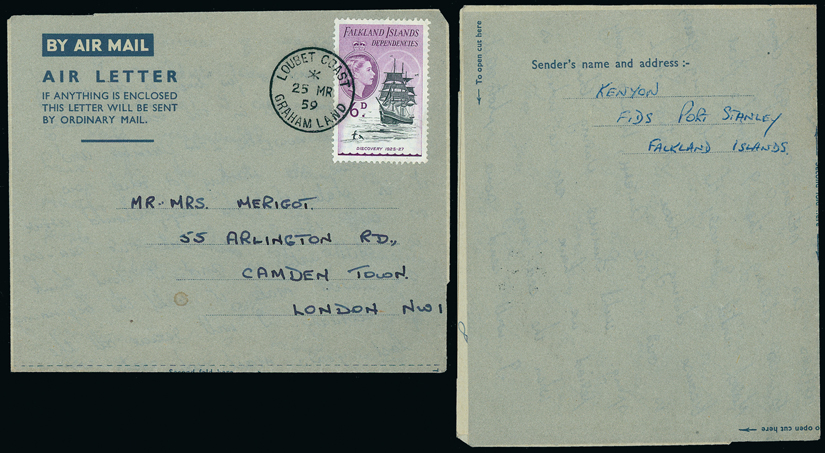 BY AIR MAIL
AIR LETTER
IF ANYTHING IS ENCLOSED
THIS LETTER WILL BE SENT
BY ORDINARY MAIL.
LOUBET COAST
25 MR
59
GRAHAM LAND
FALKLAND ISLANDS
DEPENDENCIES
6D
DISCOVERY 1925-27
MR. MRS. MERIGOT.
55 ARLINGTON RD.,
CAMDEN TOWN.
LONDON NW1
To open cut here
Sender's name and address :-
KENYON
FIDS PORT STANLEY
FALKLAND ISLANDS.
To open cut here